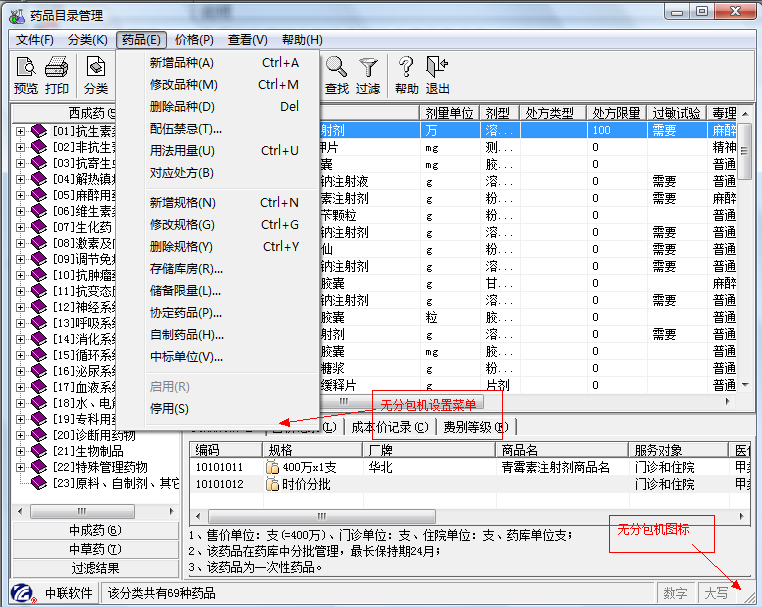 药品目录管理
文件(F) 分类(K) 药品(E) 价格(P) 查看(V) 帮助(H)
预览 打印 分类 查找 过滤 帮助 退出
新增品种(A) Ctrl+A
修改品种(M) Ctrl+M
删除品种(D) Del
配伍禁忌(T)...
用法用量(U) Ctrl+U
对应处方(B)
新增规格(N) Ctrl+N
修改规格(G) Ctrl+G
删除规格(Y) Ctrl+Y
存储库房(R)...
储备限量(L)...
协定药品(P)...
自制药品(H)...
中标单位(V)...
启用(R)
停用(S)
西成药(5
[01]抗生素类
[02]非抗生
[03]抗寄生
[04]解热镇
[05]麻醉用
[06]维生素
[07]生化药
[08]激素及
[09]调节免
[10]抗肿瘤
[11]抗变态
[12]神经系
[13]呼吸系
[14]消化系
[15]循环系
[16]泌尿系
[17]血液系
[18]水、电
[19]专科用
[20]诊断用药物
[21]生物制品
[22]特殊管理药物
[23]原料、自制剂、其它
中成药(6)
中草药(7)
过滤结果
剂量单位 剂型 处方类型 处方限量 过敏试验 毒理
射剂 万 溶... 100 需要 麻醉
片 mg 测... 0 精神
囊 mg 胶... 0 普通
钠注射液 g 溶... 0 需要 普通
素注射剂 g 粉... 0 需要 麻醉
颗粒 g 粉... 0 普通
钠注射剂 g 溶... 0 需要 普通
仙 g 粉... 0 需要 普通
钠注射剂 g 溶... 0 需要 普通
胶囊 g 甘... 0 麻醉
钠注射剂 g 溶... 0 需要 普通
胶囊 粒 胶... 0 普通
射剂 g 溶... 0 需要 普通
胶囊 mg 胶... 0 普通
糖浆 g 胶... 0 普通
缓释片 g 片剂 0 普通
无分包机设置菜单
成本价记录(C) 费别等级(R)
编码 规格 厂牌 商品名 服务对象
10101011 400万x1支 华北 青霉素注射剂商品名 门诊和住院 甲
10101012 时价分批 门诊和住院 甲
1、售价单位:支(=400万)、门诊单位:支、住院单位:支、药库单位支;
2、该药品在药库中分批管理,最长保持期24月;
3、该药品为一次性药品。
无分包机图标
中联软件 该分类共有69种药品 数字 大写